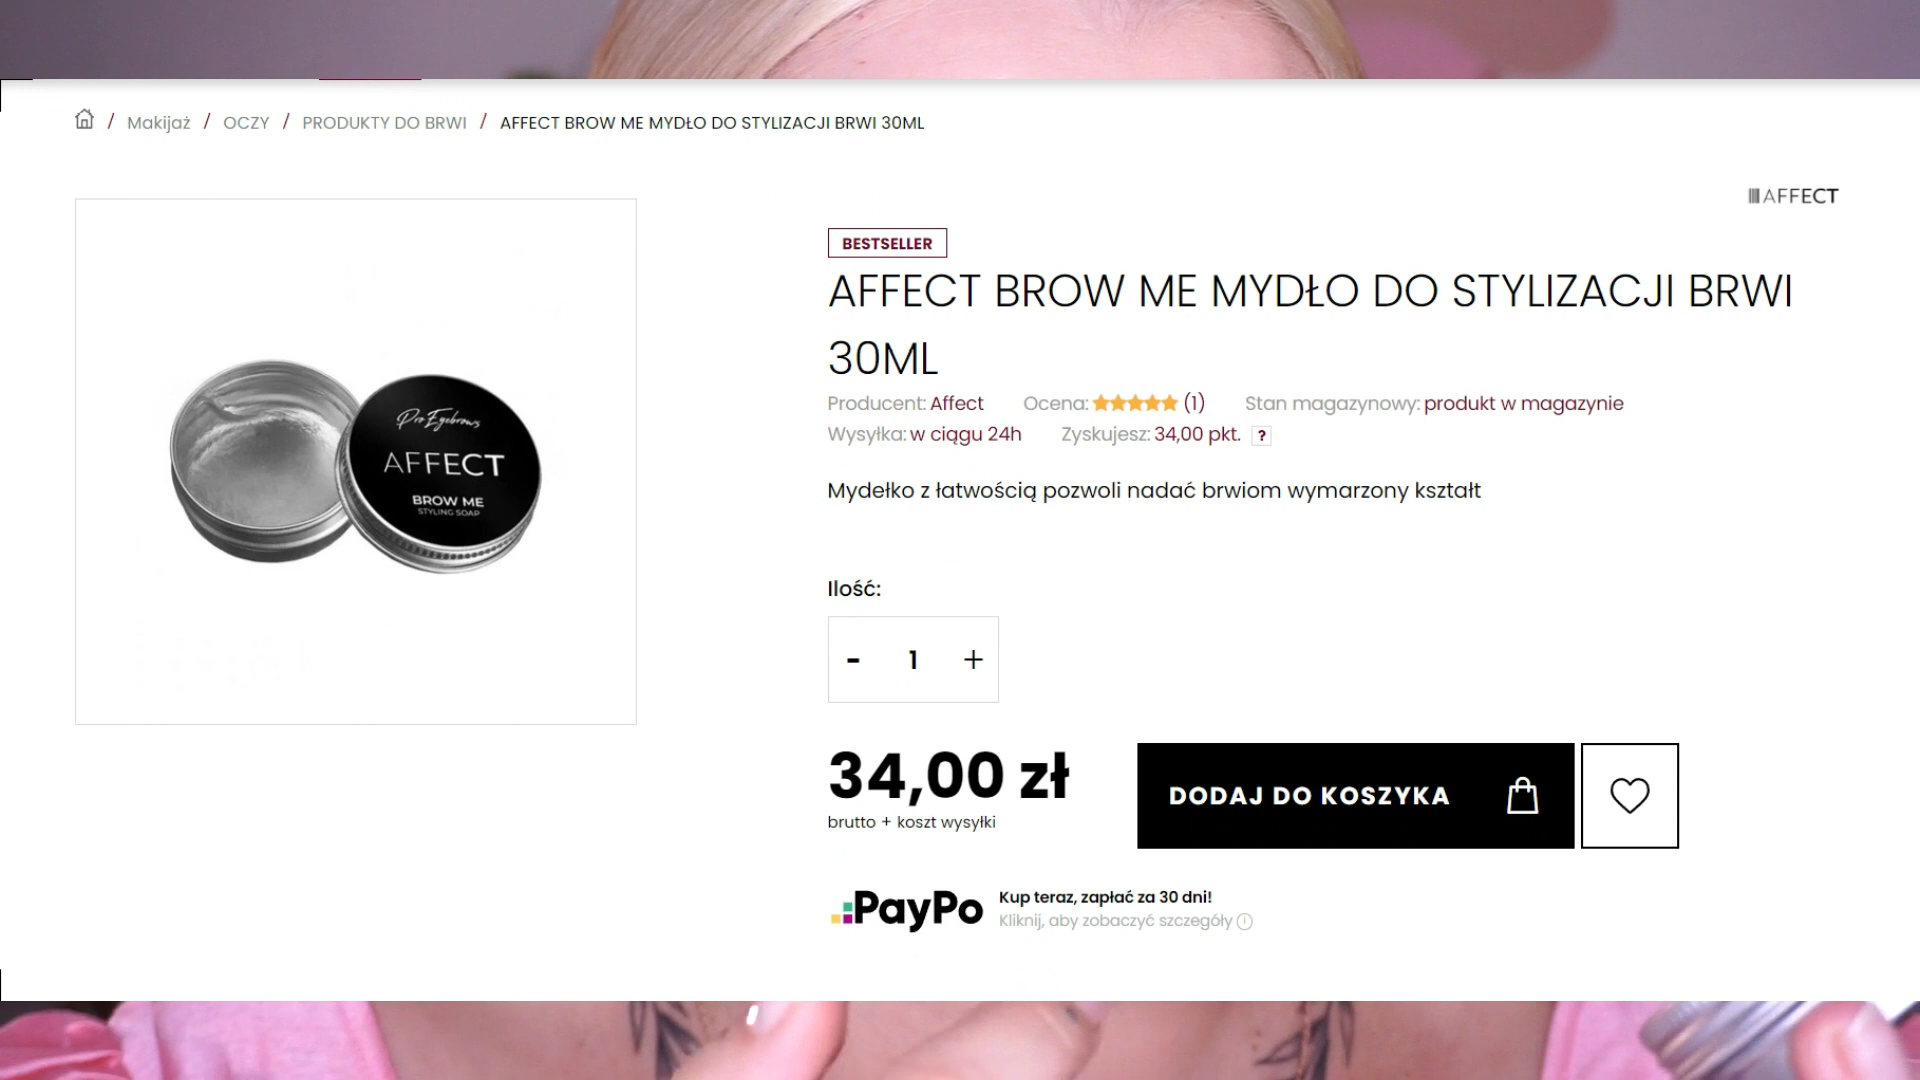 / Makijaż / OCZY / PRODUKTY DO BRWI / AFFECT BROW ME MYDŁO DO STYLIZACJI BRWI 30ML
AFFECT
Pro Eyebrows
AFFECT
BROW ME
STYLING SOAP
BESTSELLER
AFFECT BROW ME MYDŁO DO STYLIZACJI BRWI
30ML
Producent: Affect Ocena: (1) Stan magazynowy: produkt w magazynie
Wysyłka: w ciągu 24h Zyskujesz: 34,00 pkt. ?
Mydełko z łatwością pozwoli nadać brwiom wymarzony kształt
Ilość:
- 1 +
34,00 zł
brutto + koszt wysyłki
DODAJ DO KOSZYKA
PayPo
Kup teraz, zapłać za 30 dni!
Kliknij, aby zobaczyć szczegóły